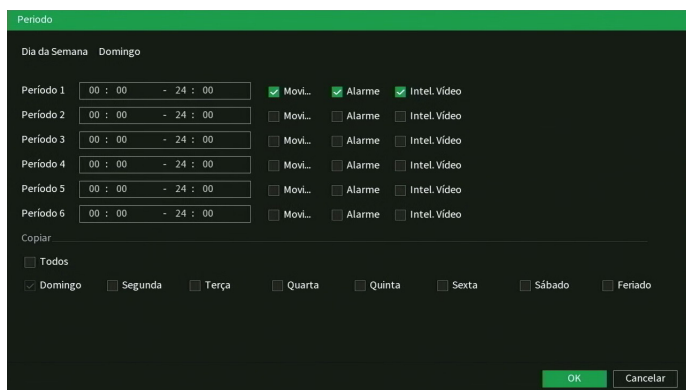 Periodo
Dia da Semana Domingo
Período 1 00 : 00 - 24 : 00 Movi... Alarme Intel. Vídeo
Período 2 00 : 00 - 24 : 00 Movi... Alarme Intel. Vídeo
Período 3 00 : 00 - 24 : 00 Movi... Alarme Intel. Vídeo
Período 4 00 : 00 - 24 : 00 Movi... Alarme Intel. Vídeo
Período 5 00 : 00 - 24 : 00 Movi... Alarme Intel. Vídeo
Período 6 00 : 00 - 24 : 00 Movi... Alarme Intel. Vídeo
Copiar
Todos
Domingo Segunda Terça Quarta Quinta Sexta Sábado Feriado
OK Cancelar